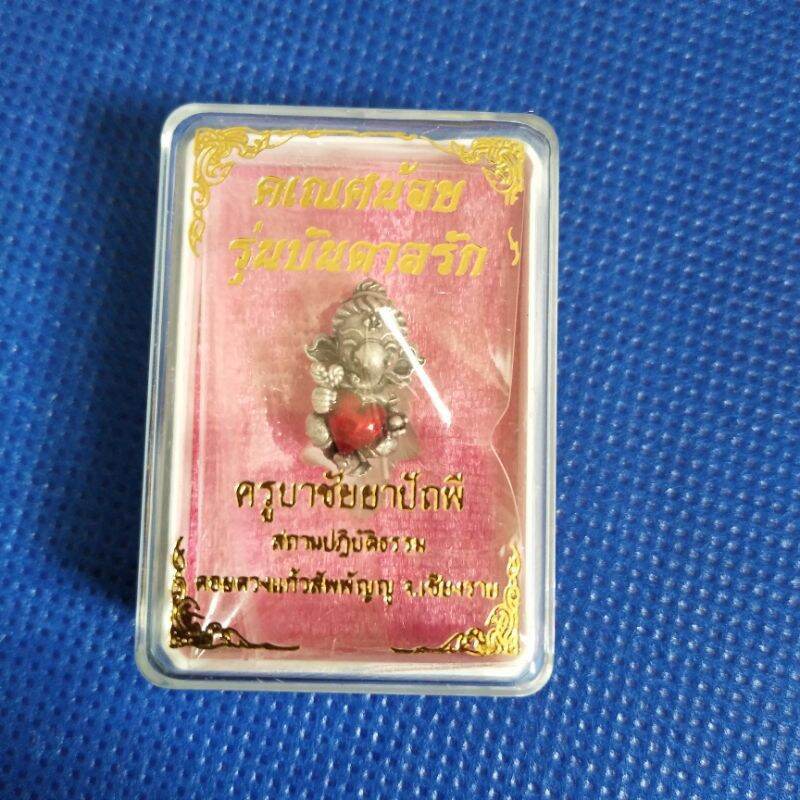 คเณศน้อย
รุ่นบันดาลรัก
ครูบาชัยยาปัถพี
สถานปฏิบัติธรรม
ดอยดวงแก้วสัพพัญญู จ.เชียงราย